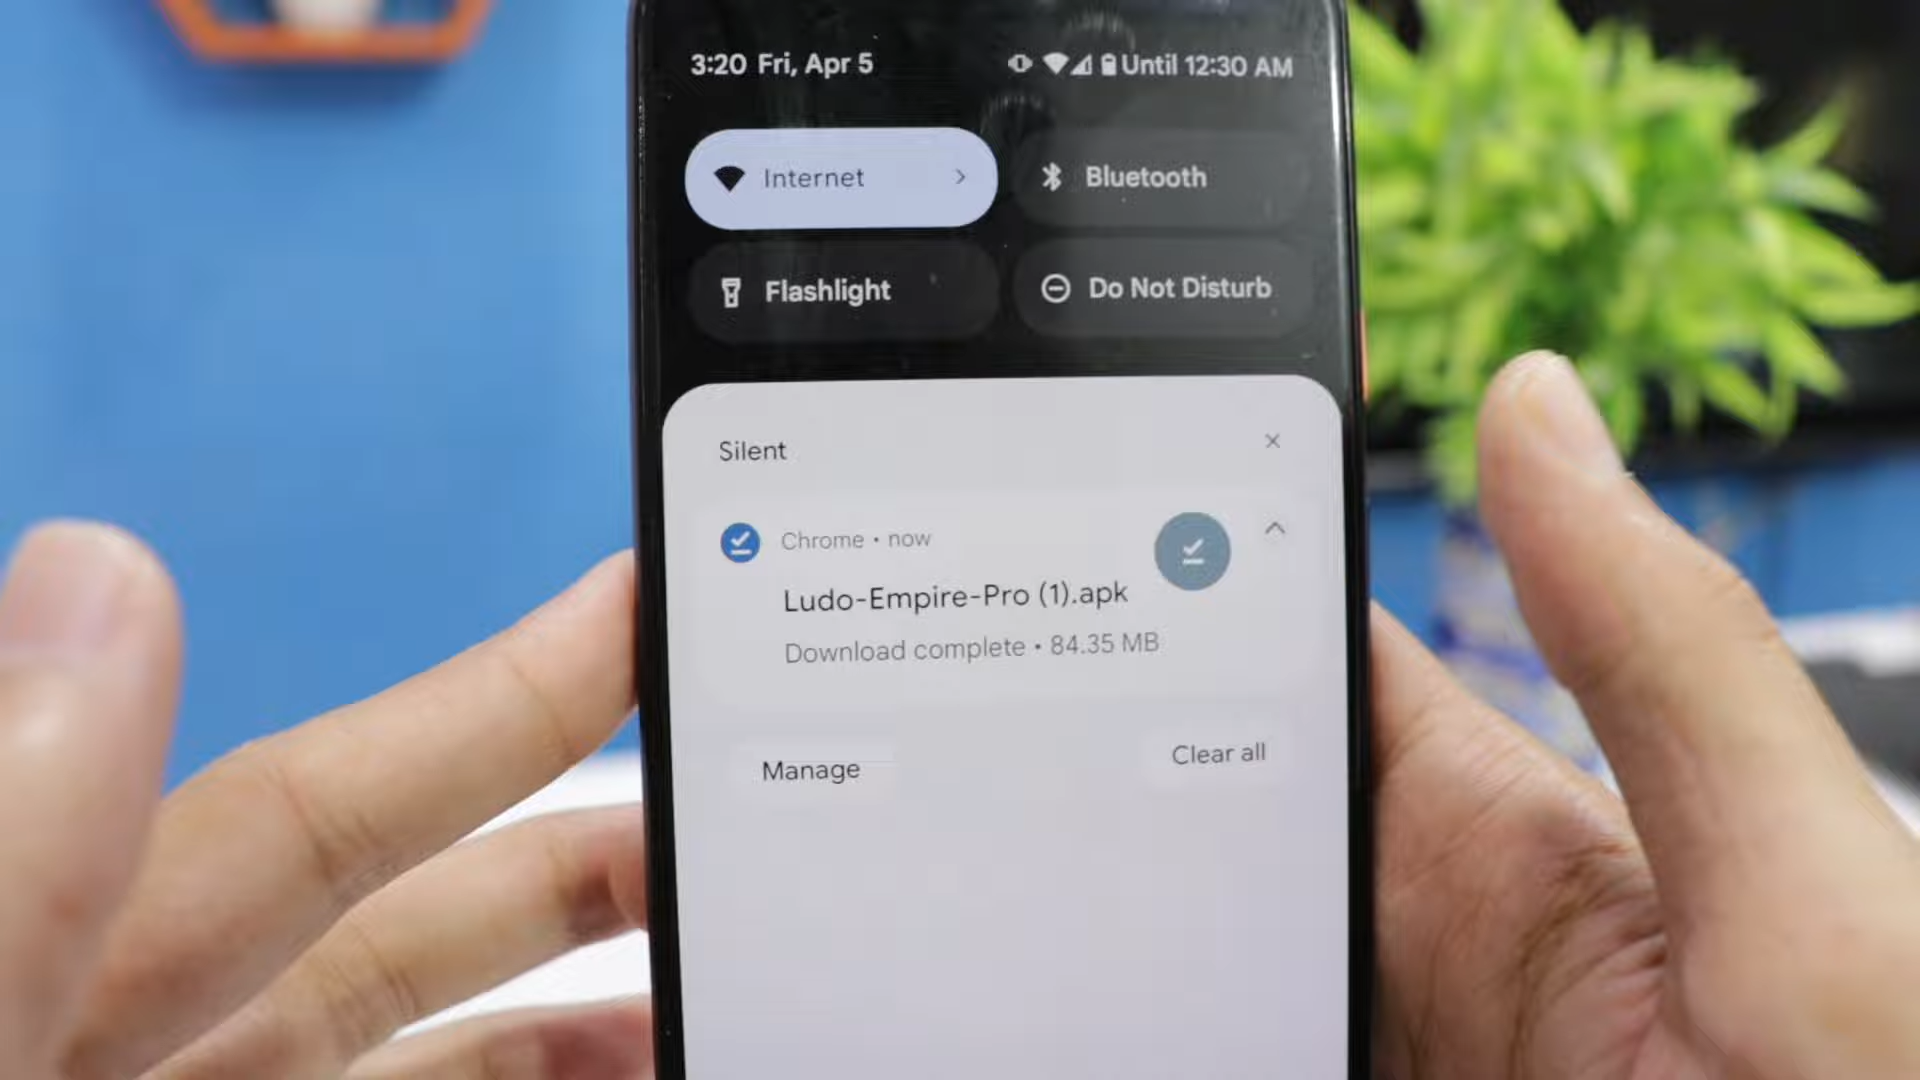 3:20 Fri, Apr 5
Until 12:30 AM
Internet
Bluetooth
Flashlight
Do Not Disturb
Silent
Chrome • now
Ludo-Empire-Pro (1).apk
Download complete • 84.35 MB
Manage
Clear all